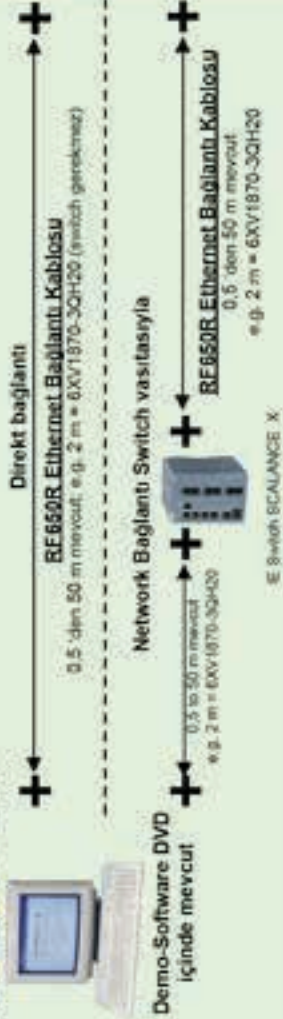 Direkt bağlantı
RF650R Ethernet Bağlantı Kablosu
0,5 'den 50 m mevcut, e.g. 2 m = 6XV1870-3QH20 (switch gerekmez)
Network Bağlantı Switch vasıtasıyla
Demo-Software DVD
içinde mevcut
0,5 to 50 m mevcut
e.g. 2 m = 6XV1870-3QH20
IE Switch SCALANCE X
RF650R Ethernet Bağlantı Kablosu
0,5 'den 50 m mevcut
e.g. 2 m = 6XV1870-3QH20